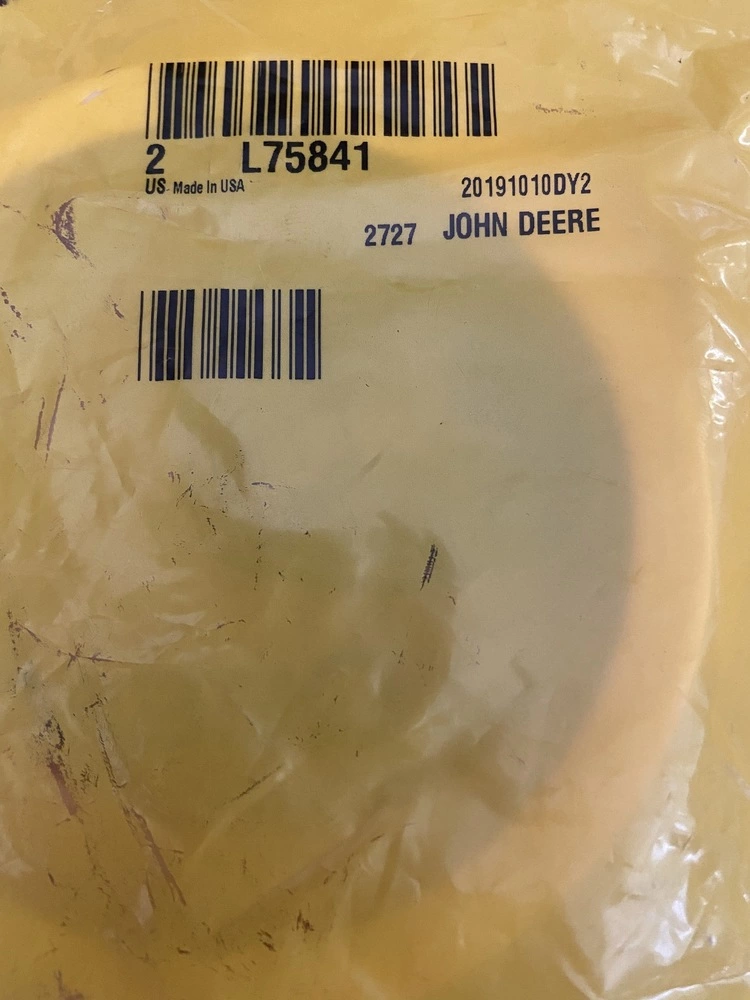 2 L75841
US Made In USA
20191010DY2
2727 JOHN DEERE